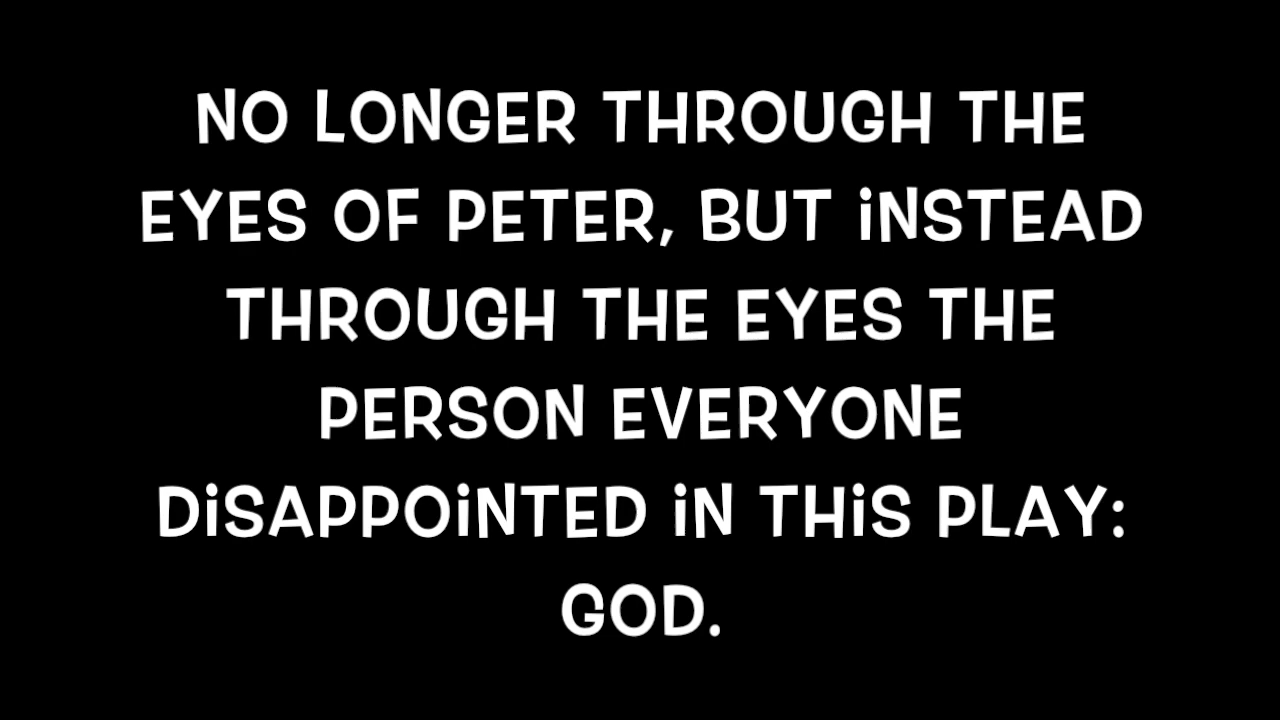 NO LONGER THROUGH THE
EYES OF PETER, BUT iNSTEAD
THROUGH THE EYES THE
PERSON EVERYONE
DiSAPPOiNTED iN THiS PLAY:
GOD.